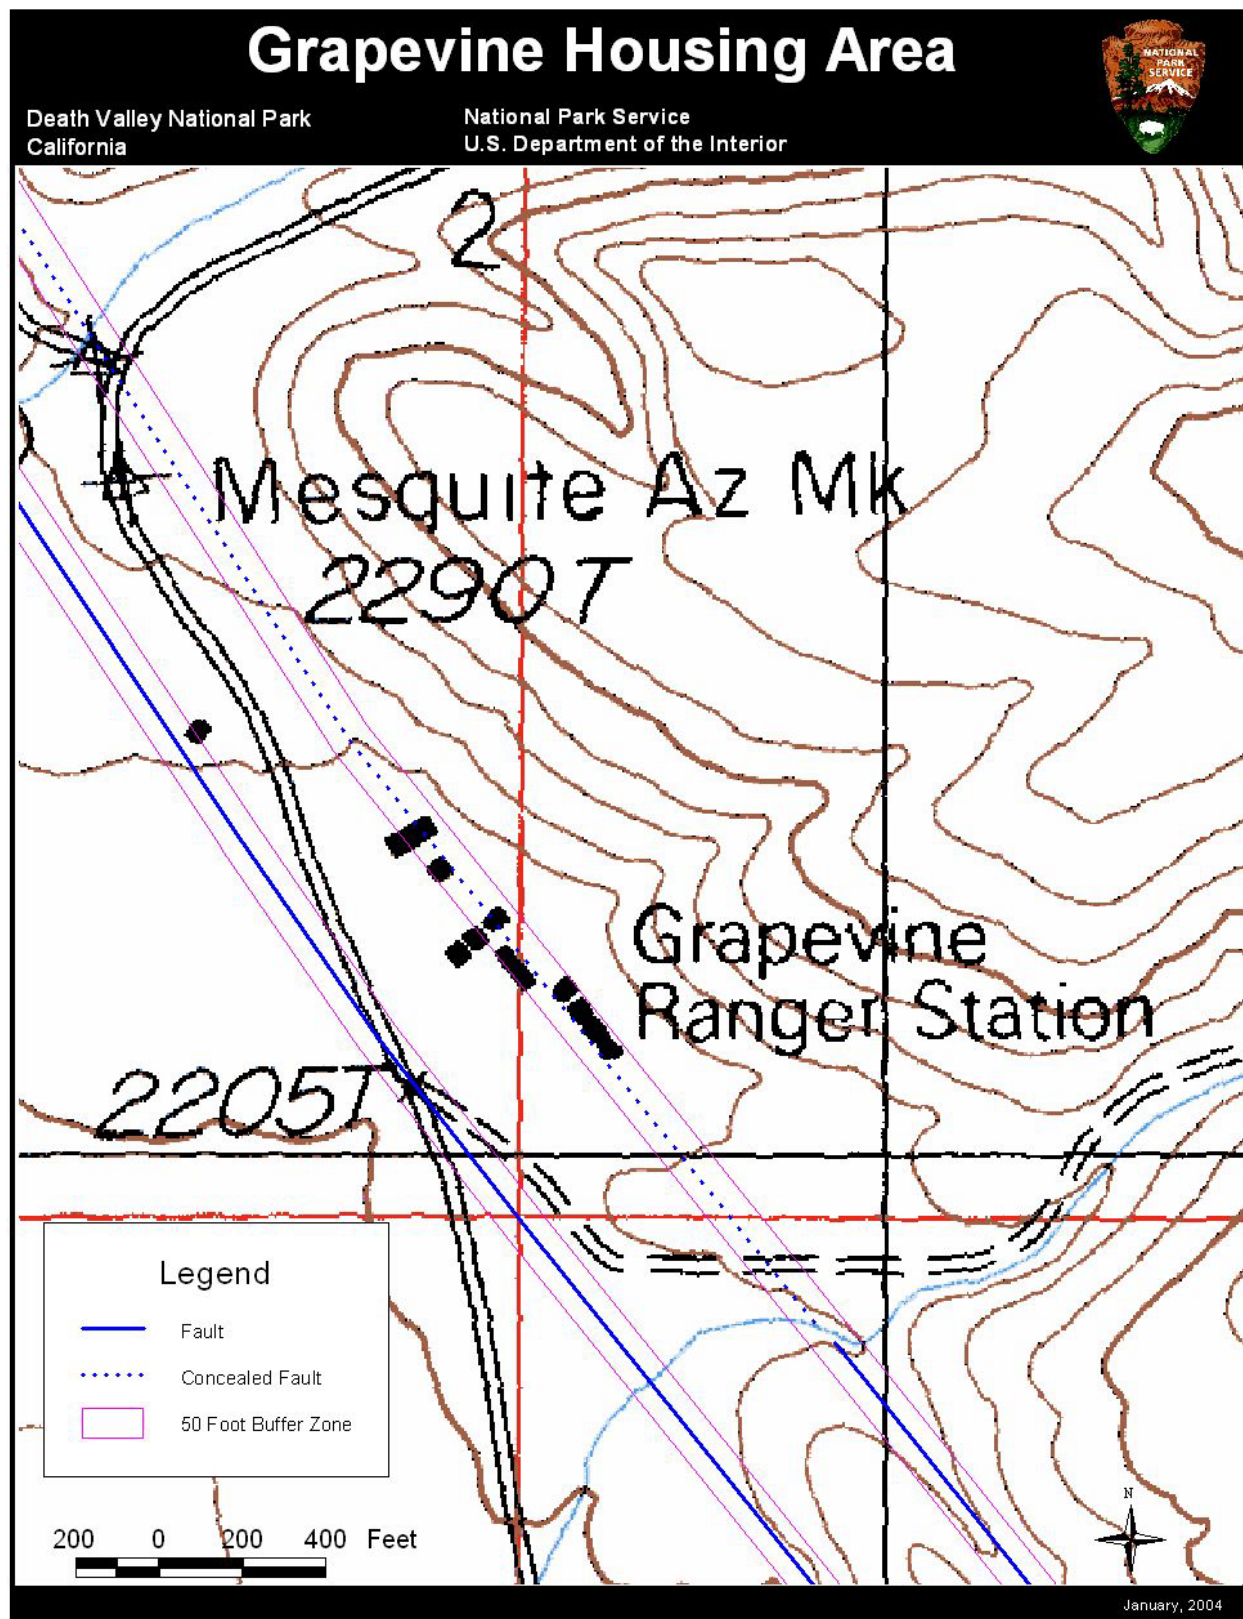 Grapevine Housing Area
NATIONAL
PARK
SERVICE
Death Valley National Park
California
National Park Service
U.S. Department of the Interior
2
Mesquite Az Mk
2290T
Grapevine
Ranger Station
2205T
Legend
Fault
Concealed Fault
50 Foot Buffer Zone
N
200 0 200 400 Feet
January, 2004